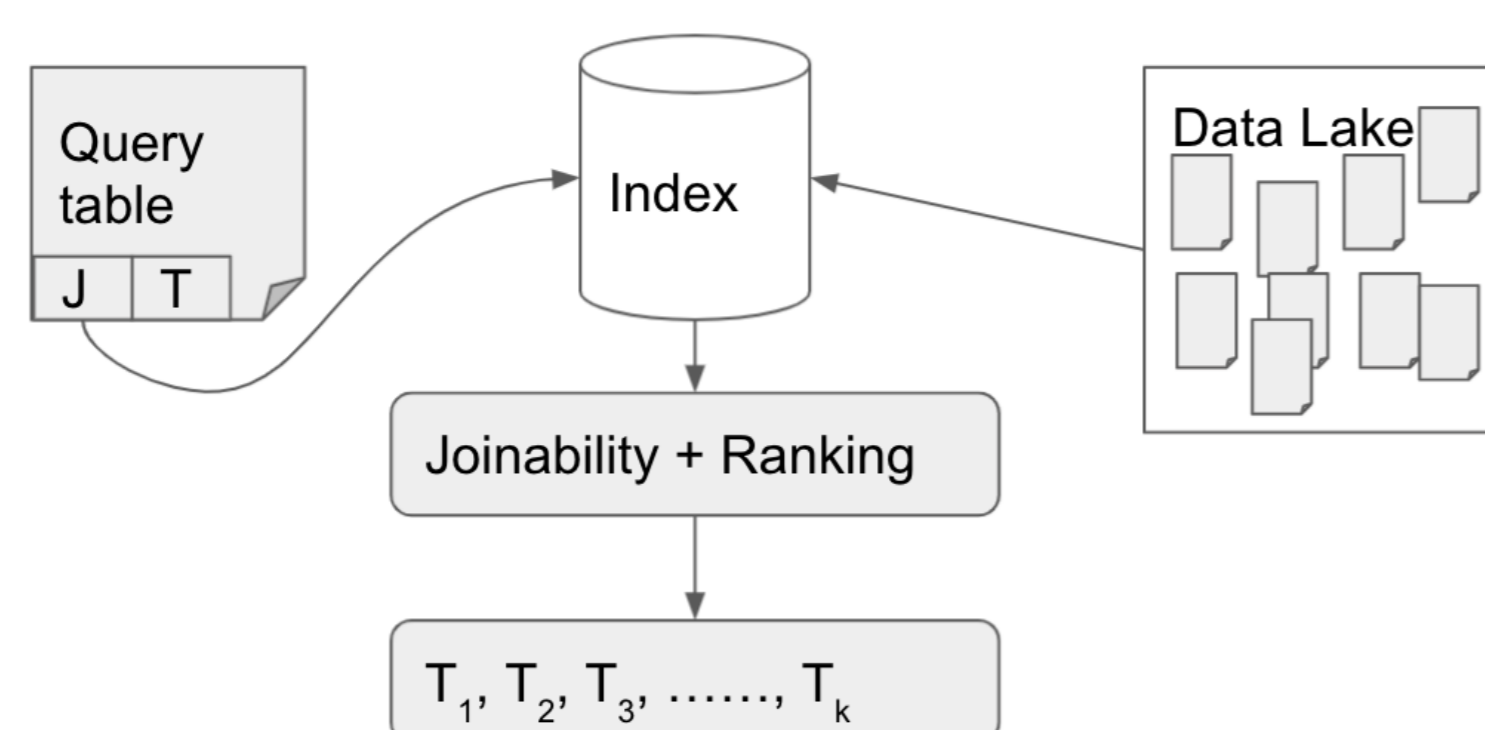 Query
table
J T
Index
Data Lake
Joinability + Ranking
T₁, T₂, T₃, ……, Tₖ